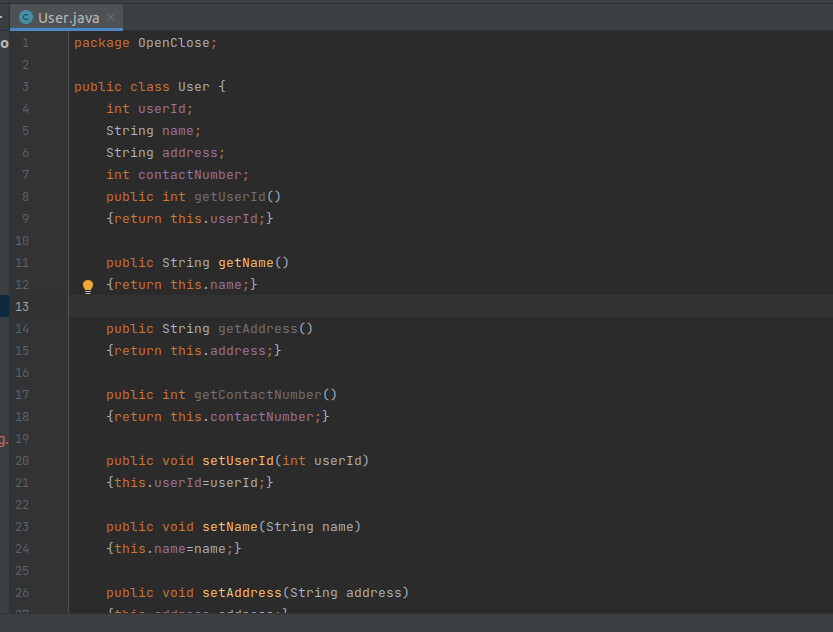 User.java
1 package OpenClose;
2
3 public class User {
4 int userId;
5 String name;
6 String address;
7 int contactNumber;
8 public int getUserId()
9 {return this.userId;}
10
11 public String getName()
12 {return this.name;}
13
14 public String getAddress()
15 {return this.address;}
16
17 public int getContactNumber()
18 {return this.contactNumber;}
19
20 public void setUserId(int userId)
21 {this.userId=userId;}
22
23 public void setName(String name)
24 {this.name=name;}
25
26 public void setAddress(String address)